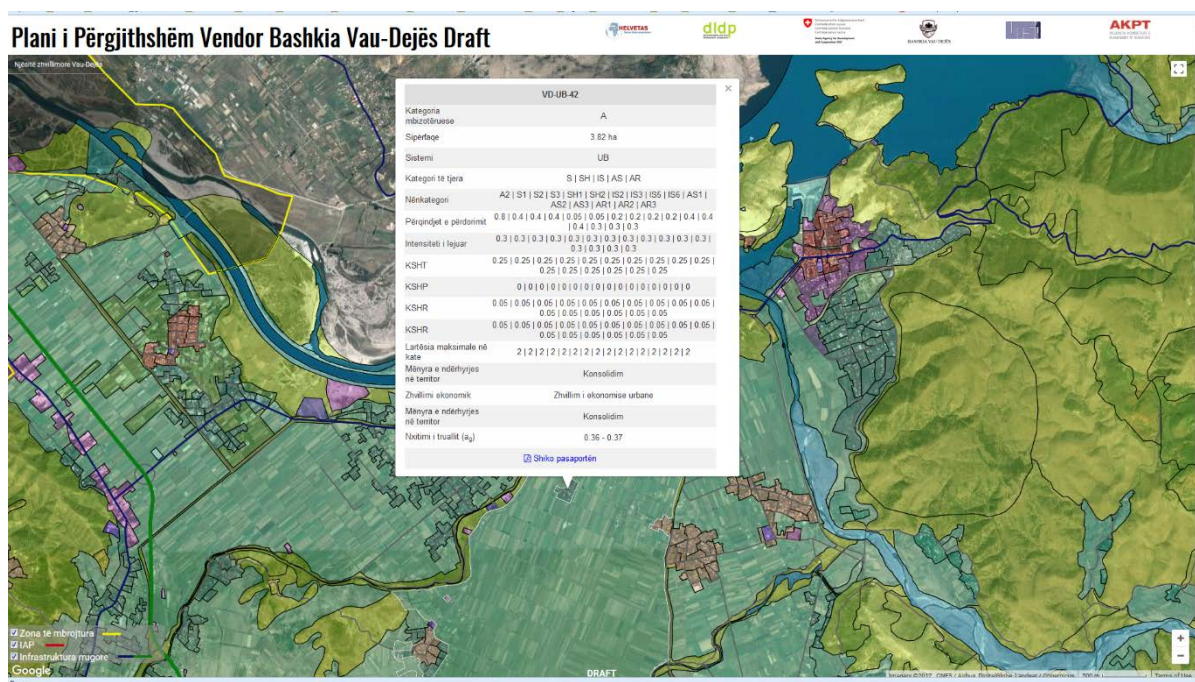 Plani i Përgjithshëm Vendor Bashkia Vau-Dejës Draft
HELVETAS
dldp
BASHKIA VAU DEJËS
AKPT
Njësitë zhvillimore Vau-Dejës
VD-UB-42
Kategoria
mbizotëruese
A
Sipërfaqe
3.82 ha
Sistemi
UB
Kategori të tjera
S | SH | IS | AS | AR
Nënkategori
A2 | S1 | S2 | S3 | SH1 | SH2 | IS2 | IS3 | IS5 | IS6 | AS1 |
AS2 | AS3 | AR1 | AR2 | AR3
Përqindjet e përdorimit
0.8 | 0.4 | 0.4 | 0.4 | 0.05 | 0.05 | 0.2 | 0.2 | 0.2 | 0.2 | 0.4 | 0.4
| 0.4 | 0.3 | 0.3 | 0.3
Intensiteti i lejuar
0.3 | 0.3 | 0.3 | 0.3 | 0.3 | 0.3 | 0.3 | 0.3 | 0.3 | 0.3 | 0.3 | 0.3 |
0.3 | 0.3 | 0.3 | 0.3
KSHT
0.25 | 0.25 | 0.25 | 0.25 | 0.25 | 0.25 | 0.25 | 0.25 | 0.25 | 0.25 |
0.25 | 0.25 | 0.25 | 0.25 | 0.25 | 0.25
KSHP
0 | 0 | 0 | 0 | 0 | 0 | 0 | 0 | 0 | 0 | 0 | 0 | 0 | 0 | 0 | 0
KSHR
0.05 | 0.05 | 0.05 | 0.05 | 0.05 | 0.05 | 0.05 | 0.05 | 0.05 | 0.05 |
0.05 | 0.05 | 0.05 | 0.05 | 0.05 | 0.05
KSHR
0.05 | 0.05 | 0.05 | 0.05 | 0.05 | 0.05 | 0.05 | 0.05 | 0.05 | 0.05 |
0.05 | 0.05 | 0.05 | 0.05 | 0.05 | 0.05
Lartësia maksimale në
kate
2 | 2 | 2 | 2 | 2 | 2 | 2 | 2 | 2 | 2 | 2 | 2 | 2 | 2 | 2 | 2
Mënyra e ndërhyrjes
në territor
Konsolidim
Zhvillimi ekonomik
Zhvillim i ekonomise urbane
Mënyra e ndërhyrjes
në territor
Konsolidim
Nxitimi i truallit (ag)
0.36 - 0.37
Shiko pasaportën
Zona të mbrojtura
IAP
Infrastruktura rrugore
Google
DRAFT
500 m
Terms of Use